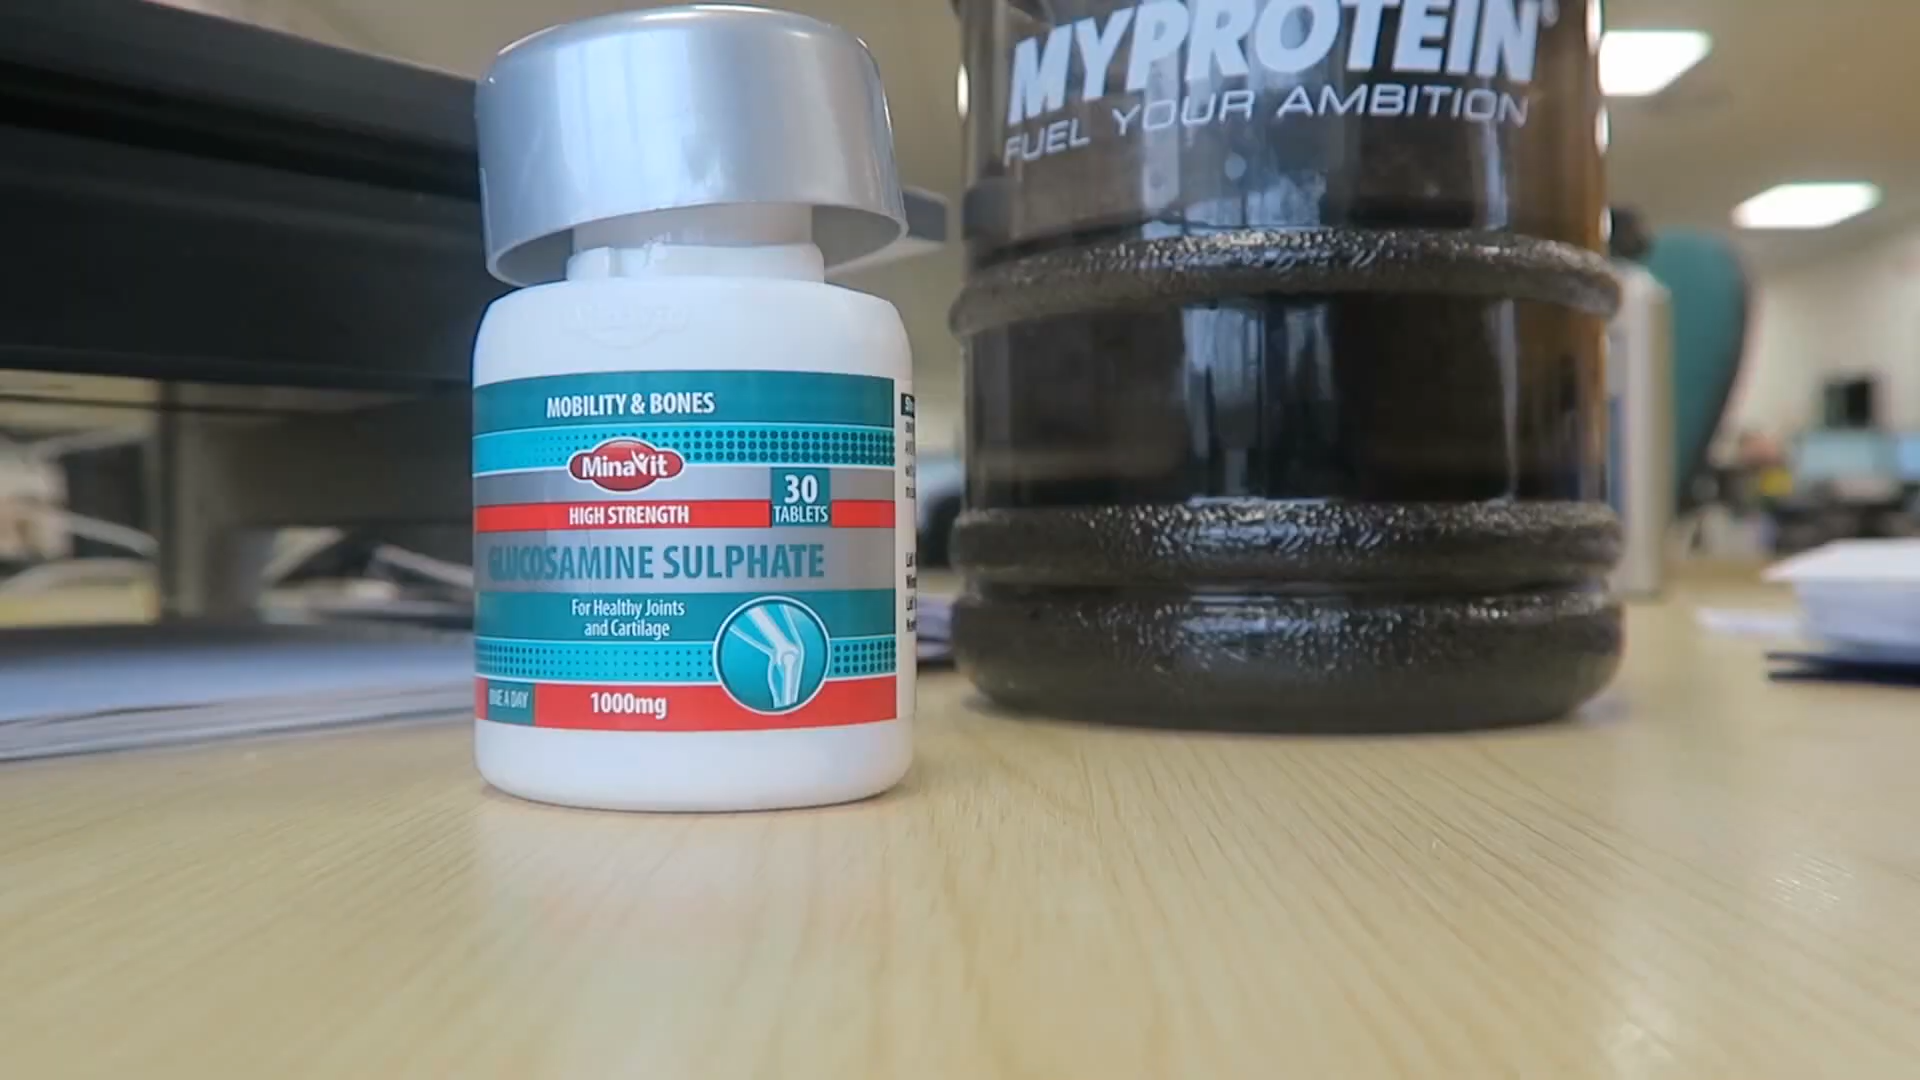 MYPROTEIN
FUEL YOUR AMBITION
MOBILITY & BONES
MinaVit
30
TABLETS
HIGH STRENGTH
GLUCOSAMINE SULPHATE
For Healthy Joints
and Cartilage
ONE A DAY
1000mg